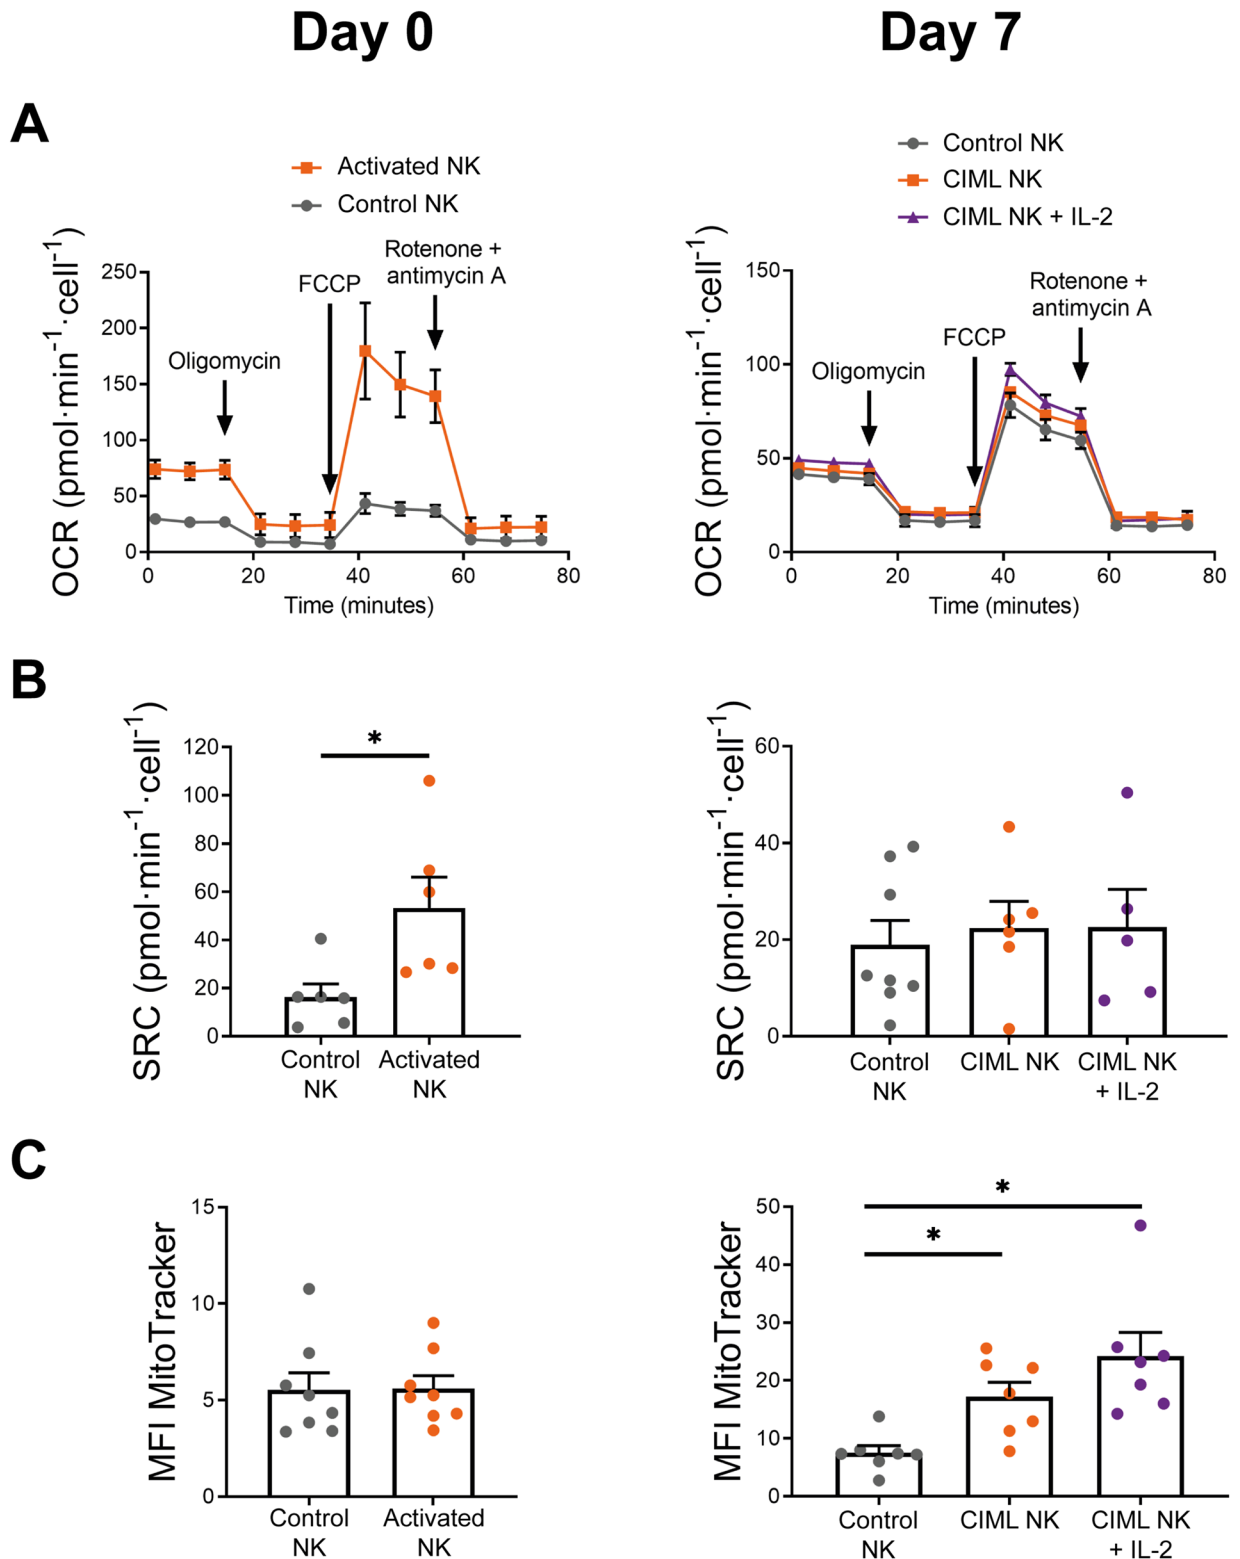 Day 0
Day 7
A
Activated NK
Control NK
OCR (pmol·min⁻¹·cell⁻¹)
250
200
150
100
50
0
Oligomycin
FCCP
Rotenone +
antimycin A
0 20 40 60 80
Time (minutes)
Control NK
CIML NK
CIML NK + IL-2
OCR (pmol·min⁻¹·cell⁻¹)
150
100
50
0
Oligomycin
FCCP
Rotenone +
antimycin A
0 20 40 60 80
Time (minutes)
B
SRC (pmol·min⁻¹·cell⁻¹)
120
100
80
60
40
20
0
*
Control Activated
NK NK
SRC (pmol·min⁻¹·cell⁻¹)
60
40
20
0
Control CIML NK CIML NK
NK + IL-2
C
MFI MitoTracker
15
10
5
0
Control Activated
NK NK
MFI MitoTracker
50
40
30
20
10
0
*
*
Control CIML NK CIML NK
NK + IL-2